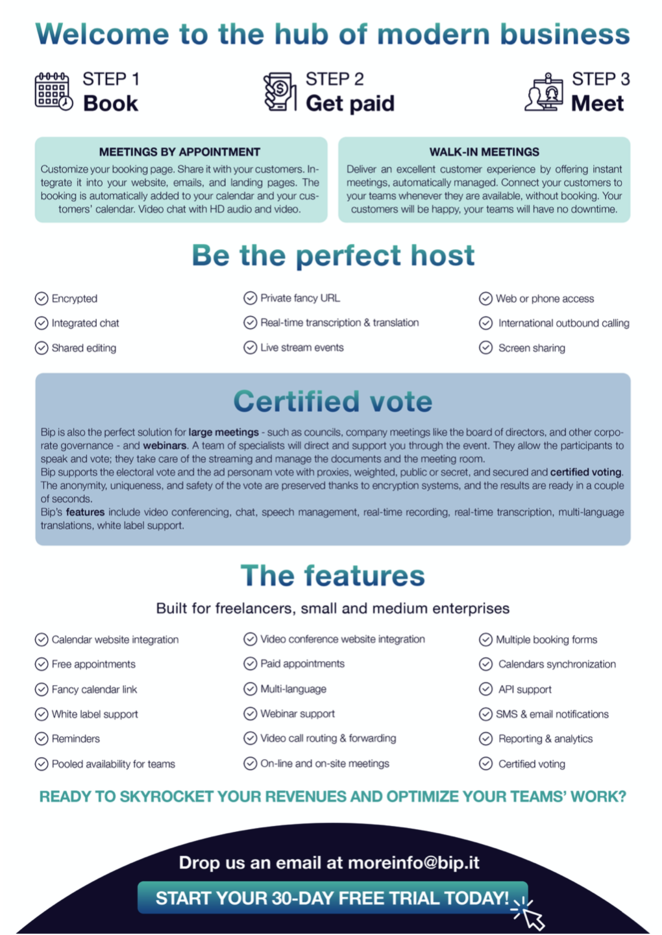 Welcome to the hub of modern business
STEP 1
Book
STEP 2
Get paid
STEP 3
Meet
MEETINGS BY APPOINTMENT
Customize your booking page. Share it with your customers. In-
tegrate it into your website, emails, and landing pages. The
booking is automatically added to your calendar and your cus-
tomers' calendar. Video chat with HD audio and video.
WALK-IN MEETINGS
Deliver an excellent customer experience by offering instant
meetings, automatically managed. Connect your customers to
your teams whenever they are available, without booking. Your
customers will be happy, your teams will have no downtime.
Be the perfect host
Encrypted
Private fancy URL
Web or phone access
Integrated chat
Real-time transcription & translation
International outbound calling
Shared editing
Live stream events
Screen sharing
Certified vote
Bip is also the perfect solution for large meetings - such as councils, company meetings like the board of directors, and other corpo-
rate governance - and webinars. A team of specialists will direct and support you through the event. They allow the participants to
speak and vote; they take care of the streaming and manage the documents and the meeting room.
Bip supports the electoral vote and the ad personam vote with proxies, weighted, public or secret, and secured and certified voting.
The anonymity, uniqueness, and safety of the vote are preserved thanks to encryption systems, and the results are ready in a couple
of seconds.
Bip's features include video conferencing, chat, speech management, real-time recording, real-time transcription, multi-language
translations, white label support.
The features
Built for freelancers, small and medium enterprises
Calendar website integration
Video conference website integration
Multiple booking forms
Free appointments
Paid appointments
Calendars synchronization
Fancy calendar link
Multi-language
API support
White label support
Webinar support
SMS & email notifications
Reminders
Video call routing & forwarding
Reporting & analytics
Pooled availability for teams
On-line and on-site meetings
Certified voting
READY TO SKYROCKET YOUR REVENUES AND OPTIMIZE YOUR TEAMS' WORK?
Drop us an email at moreinfo@bip.it
START YOUR 30-DAY FREE TRIAL TODAY!